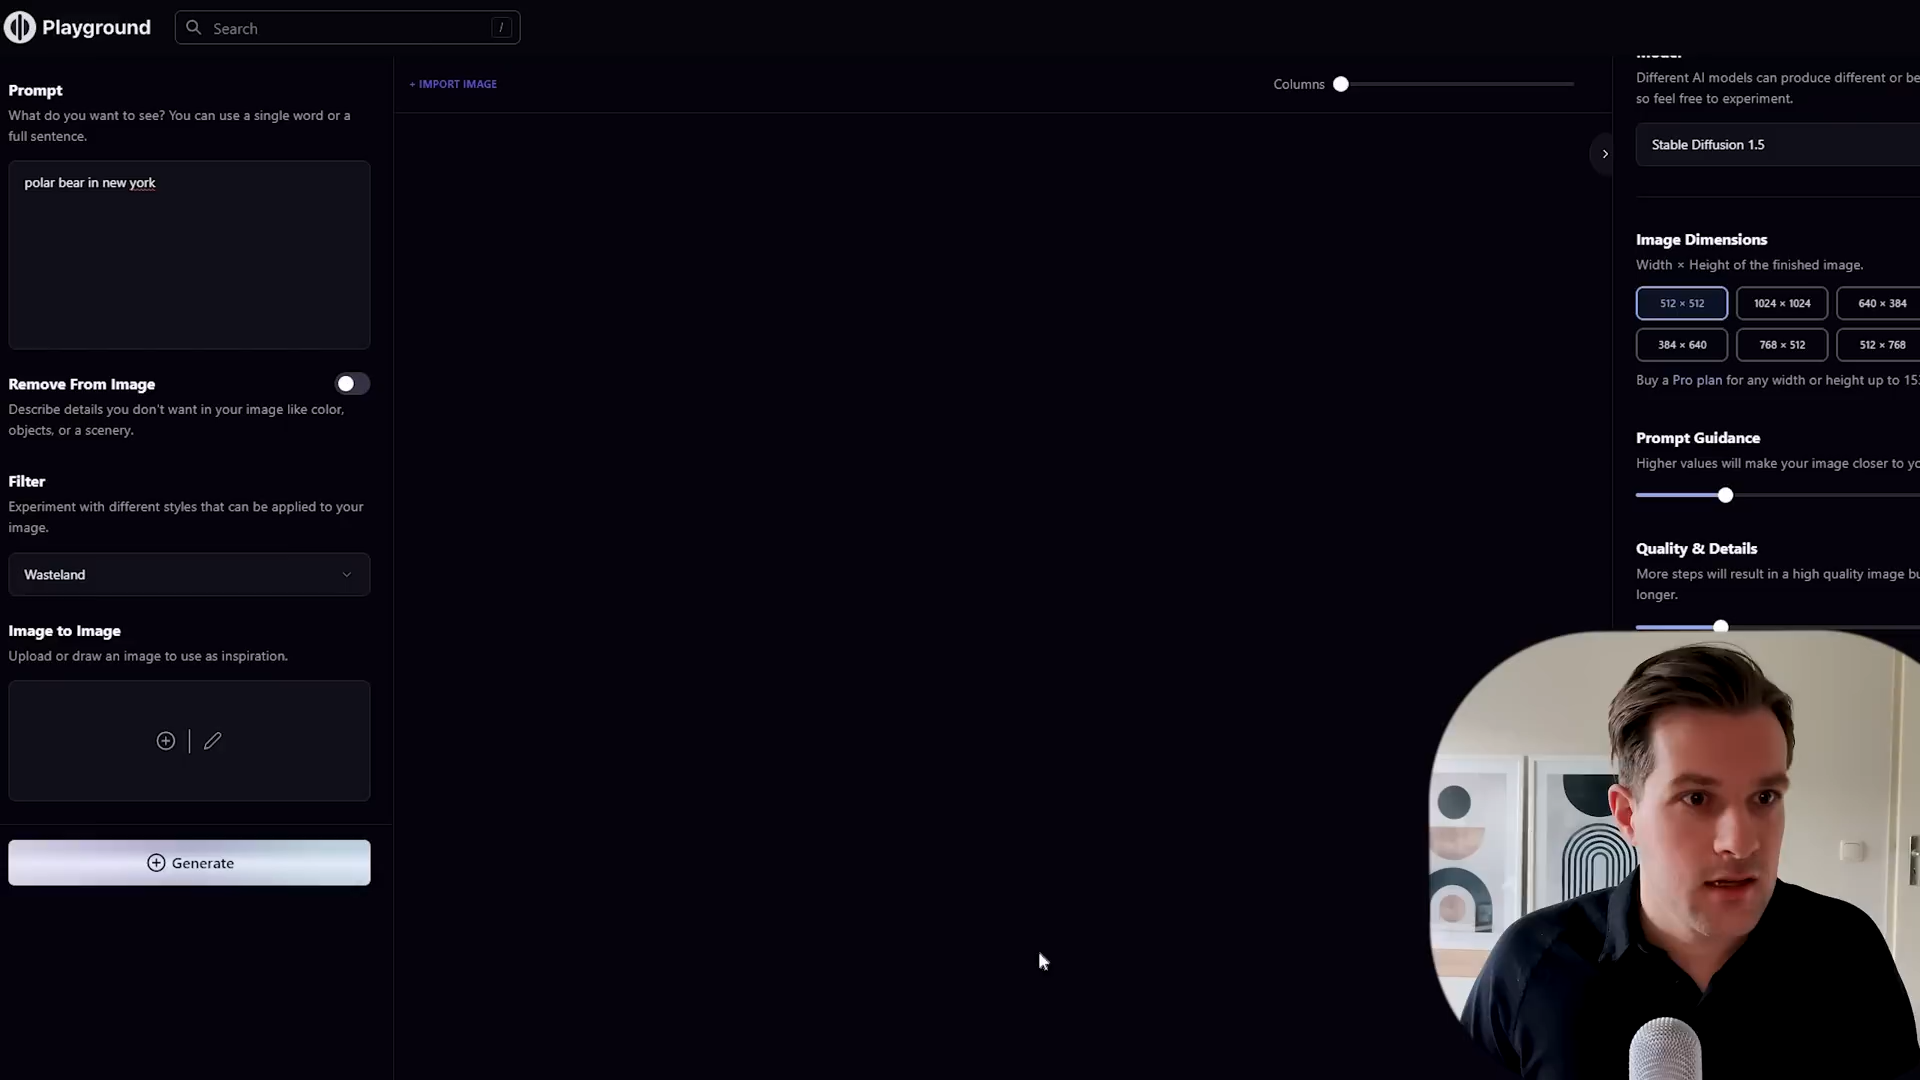 Playground
Search
/
Prompt
What do you want to see? You can use a single word or a
full sentence.
polar bear in new york
Remove From Image
Describe details you don't want in your image like color,
objects, or a scenery.
Filter
Experiment with different styles that can be applied to your
image.
Wasteland
Image to Image
Upload or draw an image to use as inspiration.
Generate
+ IMPORT IMAGE
Columns
Model
Different AI models can produce different or be
so feel free to experiment.
Stable Diffusion 1.5
Image Dimensions
Width × Height of the finished image.
512 × 512
1024 × 1024
640 × 384
384 × 640
768 × 512
512 × 768
Buy a Pro plan for any width or height up to 15
Prompt Guidance
Higher values will make your image closer to yo
Quality & Details
More steps will result in a high quality image bu
longer.